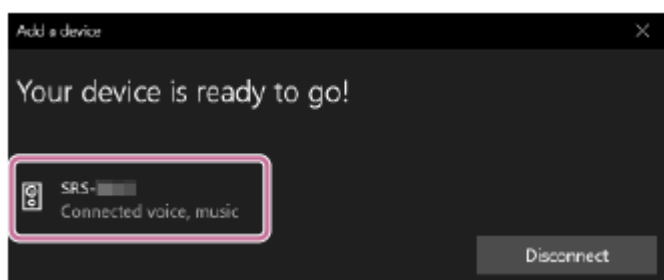 Add a device
Your device is ready to go!
SRS-
Connected voice, music
Disconnect